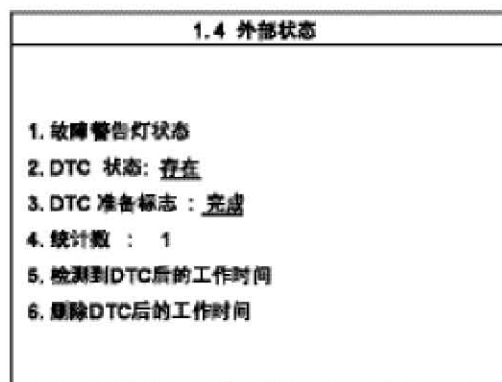 1.4 外部状态
1. 故障警告灯状态
2. DTC 状态: 存在
3. DTC 准备标志 : 完成
4. 统计数 : 1
5. 检测到DTC后的工作时间
6. 删除DTC后的工作时间